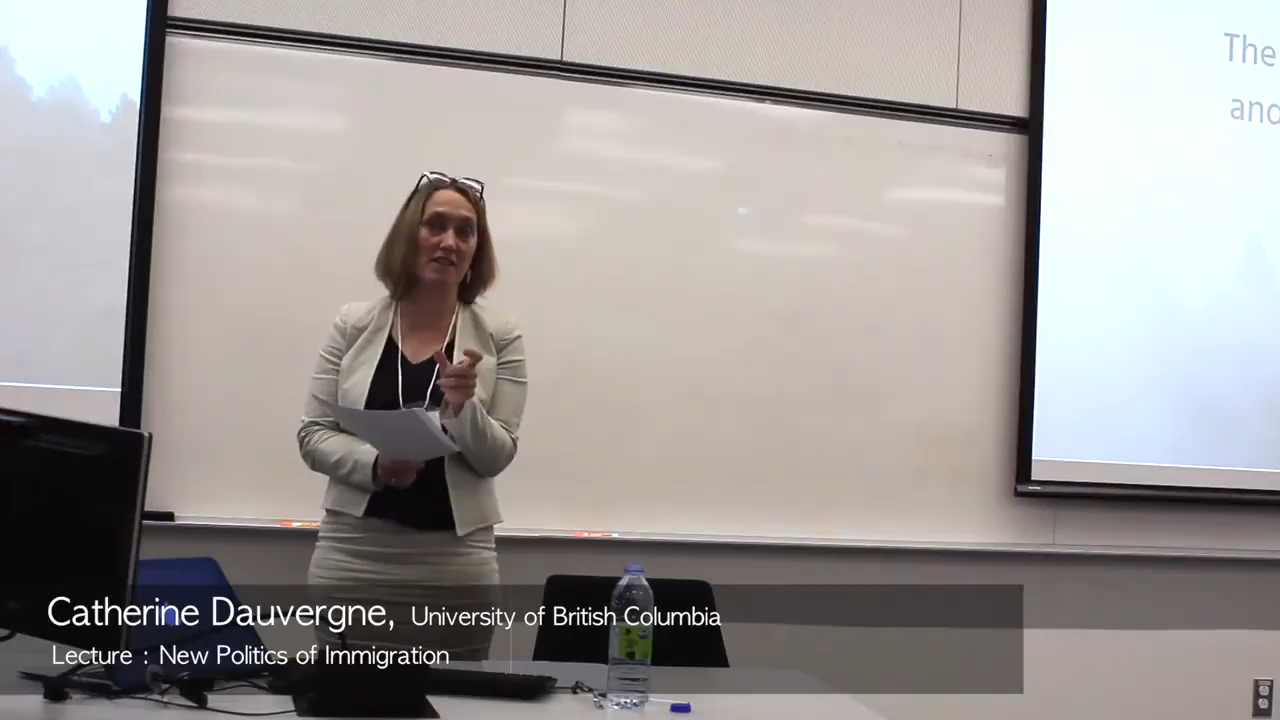 The
and
Catherine Dauvergne, University of British Columbia
Lecture : New Politics of Immigration